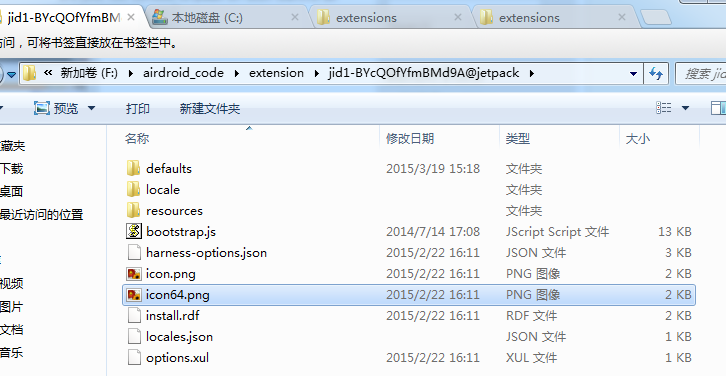 jid1-BYcQOfYfmBM 本地磁盘 (C:) extensions extensions
访问，可将书签直接放在书签栏中。
« 新加卷 (F:) ▸ airdroid_code ▸ extension ▸ jid1-BYcQOfYfmBMd9A@jetpack ▸ 搜索 jid
预览 打印 新建文件夹
名称 修改日期 类型 大小
收藏夹
下载
桌面
最近访问的位置
视频
图片
文档
音乐
defaults 2015/3/19 15:18 文件夹
locale 文件夹
resources 文件夹
bootstrap.js 2014/7/14 17:08 JScript Script 文件 13 KB
harness-options.json 2015/2/22 16:11 JSON 文件 3 KB
icon.png 2015/2/22 16:11 PNG 图像 2 KB
icon64.png 2015/2/22 16:11 PNG 图像 2 KB
install.rdf 2015/2/22 16:11 RDF 文件 2 KB
locales.json JSON 文件 1 KB
options.xul 2015/2/22 16:11 XUL 文件 1 KB